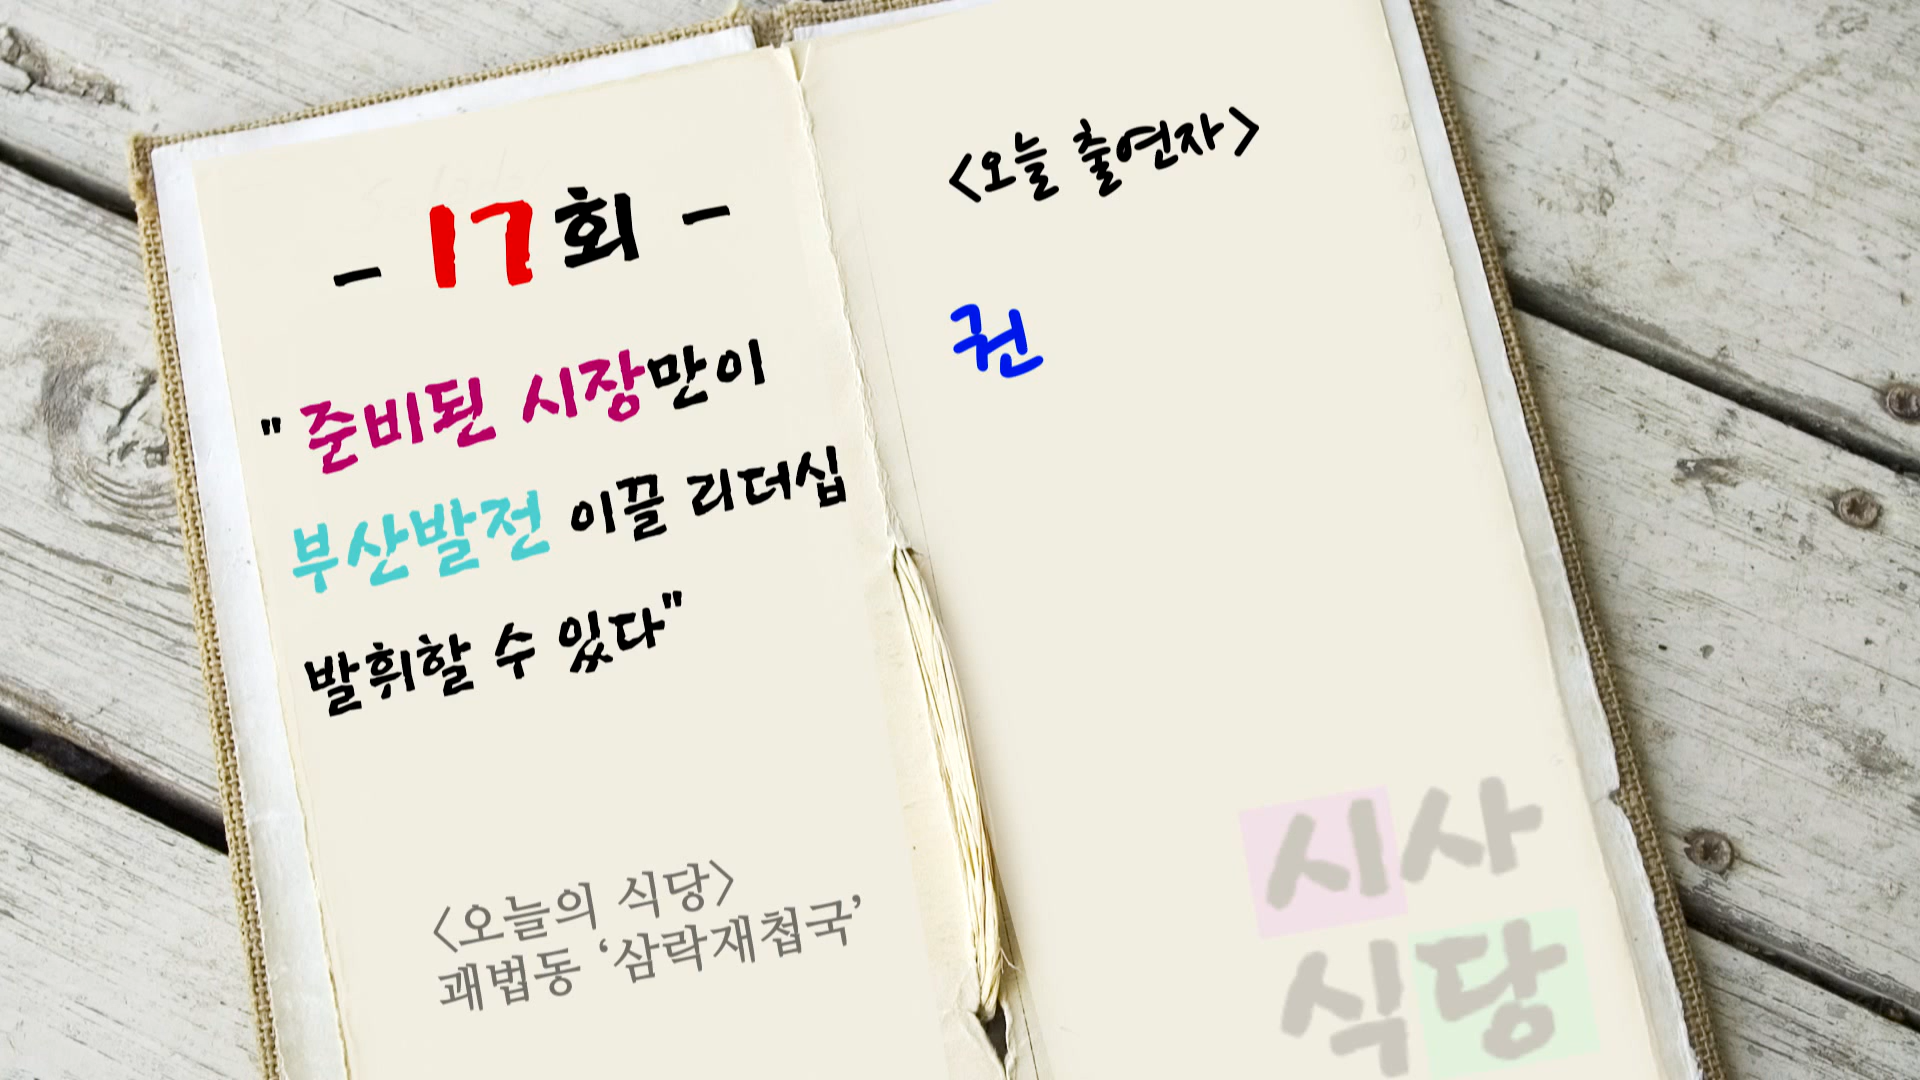 - 17회 -
" 준비된 시장만이
부산발전 이끌 리더십
발휘할 수 있다"
<오늘의 식당>
괘법동 ‘삼락재첩국’
<오늘 출연자>
권
시사
식당